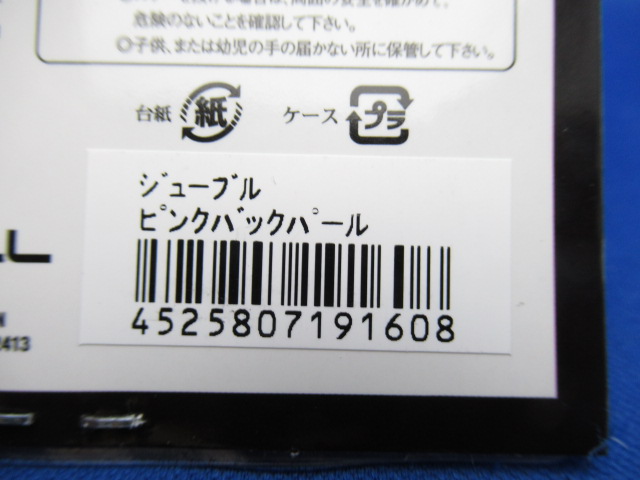 危険のないことを確認して下さい。
◎子供、または幼児の手の届かない所に保管して下さい。
台紙 紙 ケース プラ
ジューブル
ピンクバックパール
4525807191608
413